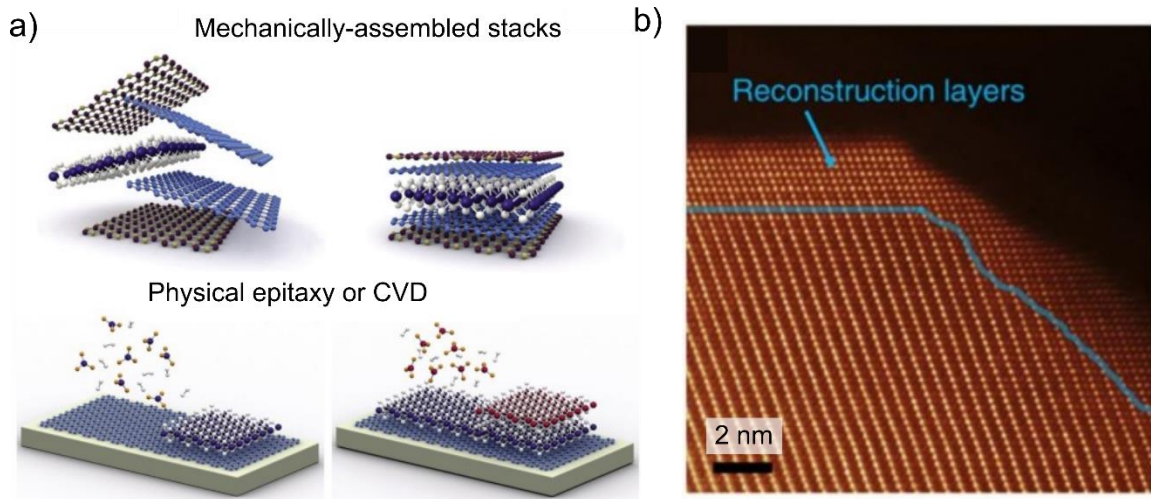 a)
Mechanically-assembled stacks
Physical epitaxy or CVD
b)
Reconstruction layers
2 nm